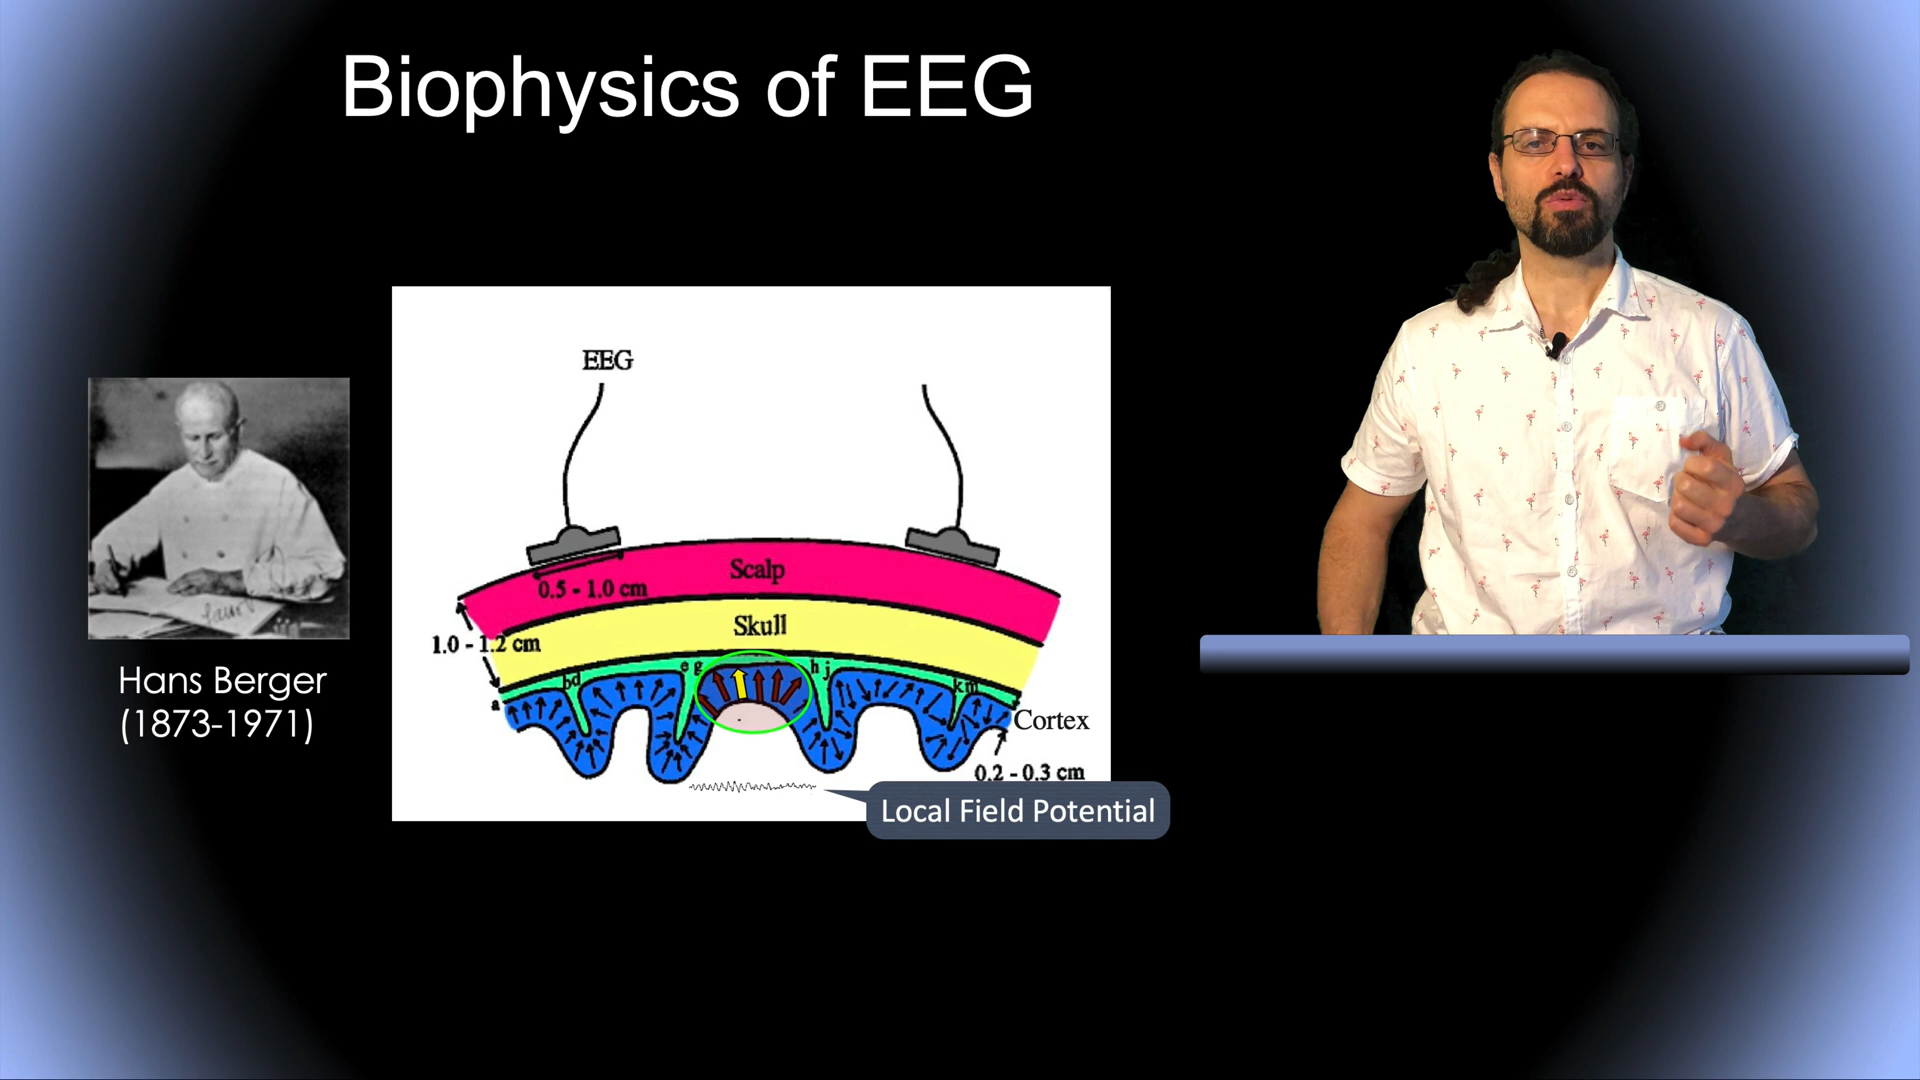 Biophysics of EEG
EEG
Scalp
0.5 - 1.0 cm
Skull
1.0 - 1.2 cm
e g
h j
b d
k m
a
Cortex
0.2 - 0.3 cm
Local Field Potential
Hans Berger
(1873-1971)